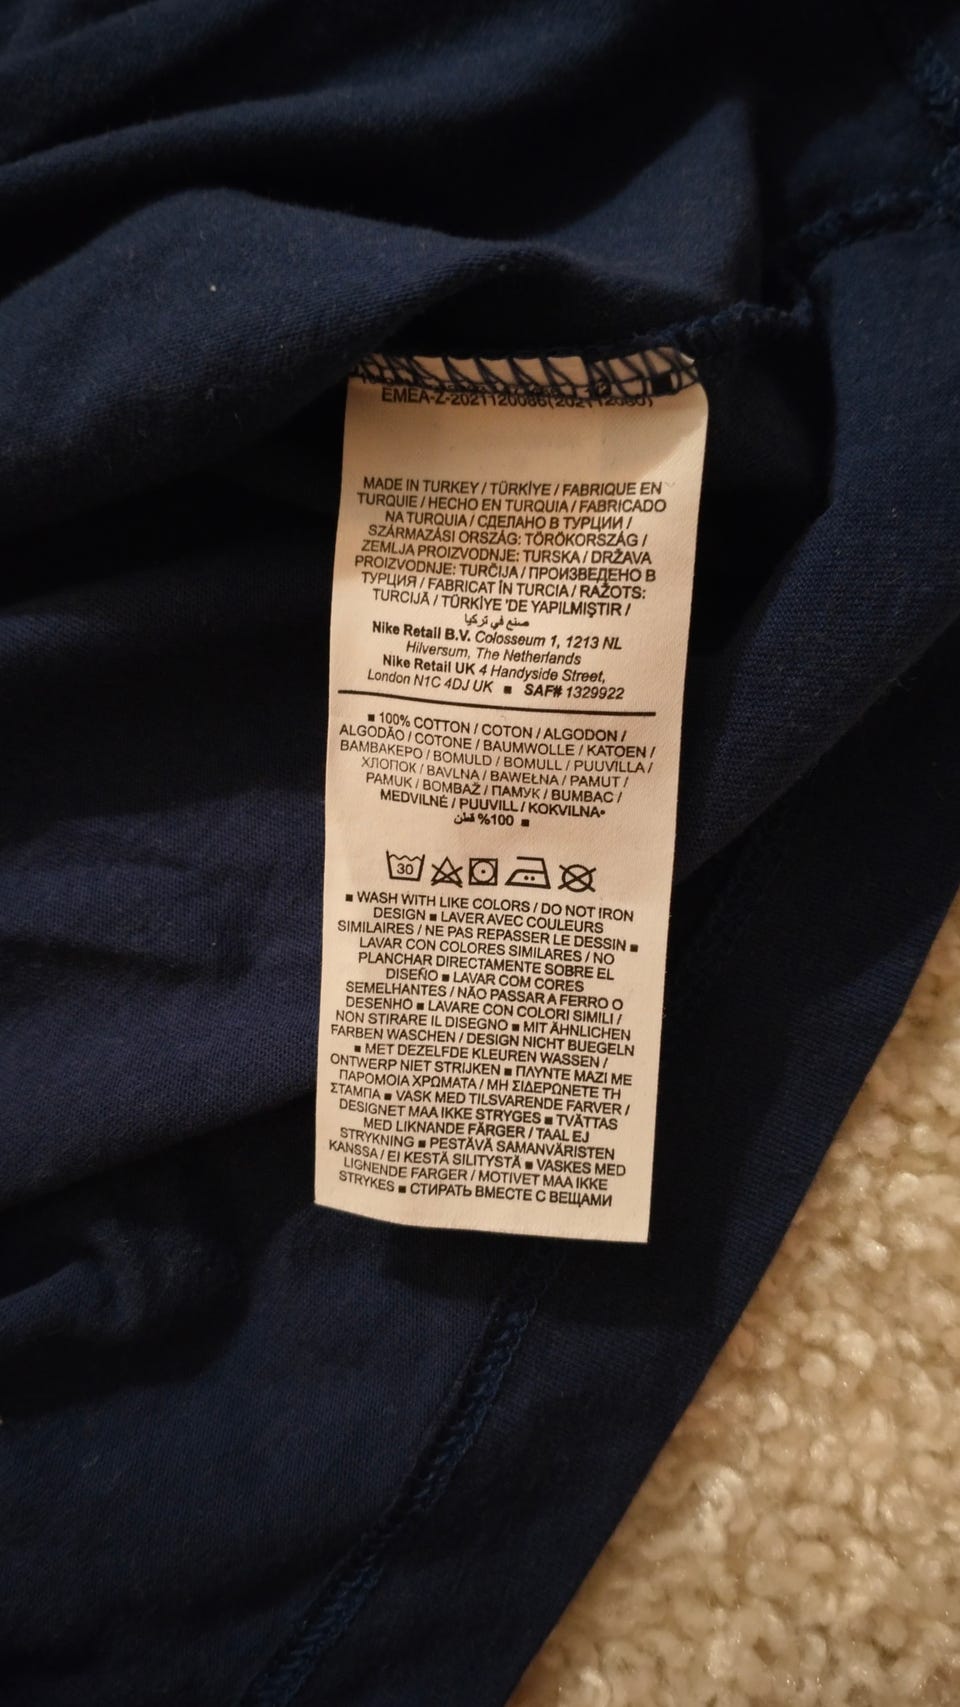 EMEA-Z-2021120086(
MADE IN TURKEY / TÜRKİYE / FABRIQUE EN
TURQUIE / HECHO EN TURQUIA / FABRICADO
NA TURQUIA / СДЕЛАНО В ТУРЦИИ /
SZÁRMAZÁSI ORSZÁG: TÖRÖKORSZÁG /
ZEMLJA PROIZVODNJE: TURSKA / DRŽAVA
PROIZVODNJE: TURČIJA / ПРОИЗВЕДЕНО В
ТУРЦИЯ / FABRICAT ÎN TURCIA / RAŽOTS:
TURCIJĀ / TÜRKİYE 'DE YAPILMIŞTIR /
صنع في تركيا
Nike Retail B.V. Colosseum 1, 1213 NL
Hilversum, The Netherlands
Nike Retail UK 4 Handyside Street,
London N1C 4DJ UK ■ SAF# 1329922
■ 100% COTTON / COTON / ALGODON /
ALGODÃO / COTONE / BAUMWOLLE / KATOEN /
ΒΑΜΒΑΚΕΡΟ / BOMULD / BOMULL / PUUVILLA /
ХЛОПОК / BAVLNA / BAWEŁNA / PAMUT /
PAMUK / BOMBAŽ / ПАМУК / BUMBAC /
MEDVILNĖ / PUUVILL / KOKVILNA•
%100 قطن ■
30
■ WASH WITH LIKE COLORS / DO NOT IRON
DESIGN ■ LAVER AVEC COULEURS
SIMILAIRES / NE PAS REPASSER LE DESSIN ■
LAVAR CON COLORES SIMILARES / NO
PLANCHAR DIRECTAMENTE SOBRE EL
DISEÑO ■ LAVAR COM CORES
SEMELHANTES / NÃO PASSAR A FERRO O
DESENHO ■ LAVARE CON COLORI SIMILI /
NON STIRARE IL DISEGNO ■ MIT ÄHNLICHEN
FARBEN WASCHEN / DESIGN NICHT BUEGELN
■ MET DEZELFDE KLEUREN WASSEN /
ONTWERP NIET STRIJKEN ■ ΠΛΥΝΤΕ ΜΑΖΙ ΜΕ
ΠΑΡΟΜΟΙΑ ΧΡΩΜΑΤΑ / ΜΗ ΣΙΔΕΡΩΝΕΤΕ ΤΗ
ΣΤΑΜΠΑ ■ VASK MED TILSVARENDE FARVER /
DESIGNET MAA IKKE STRYGES ■ TVÄTTAS
MED LIKNANDE FÄRGER / TAAL EJ
STRYKNING ■ PESTÄVÄ SAMANVÄRISTEN
KANSSA / EI KESTÄ SILITYSTÄ ■ VASKES MED
LIGNENDE FARGER / MOTIVET MAA IKKE
STRYKES ■ СТИРАТЬ ВМЕСТЕ С ВЕЩАМИ